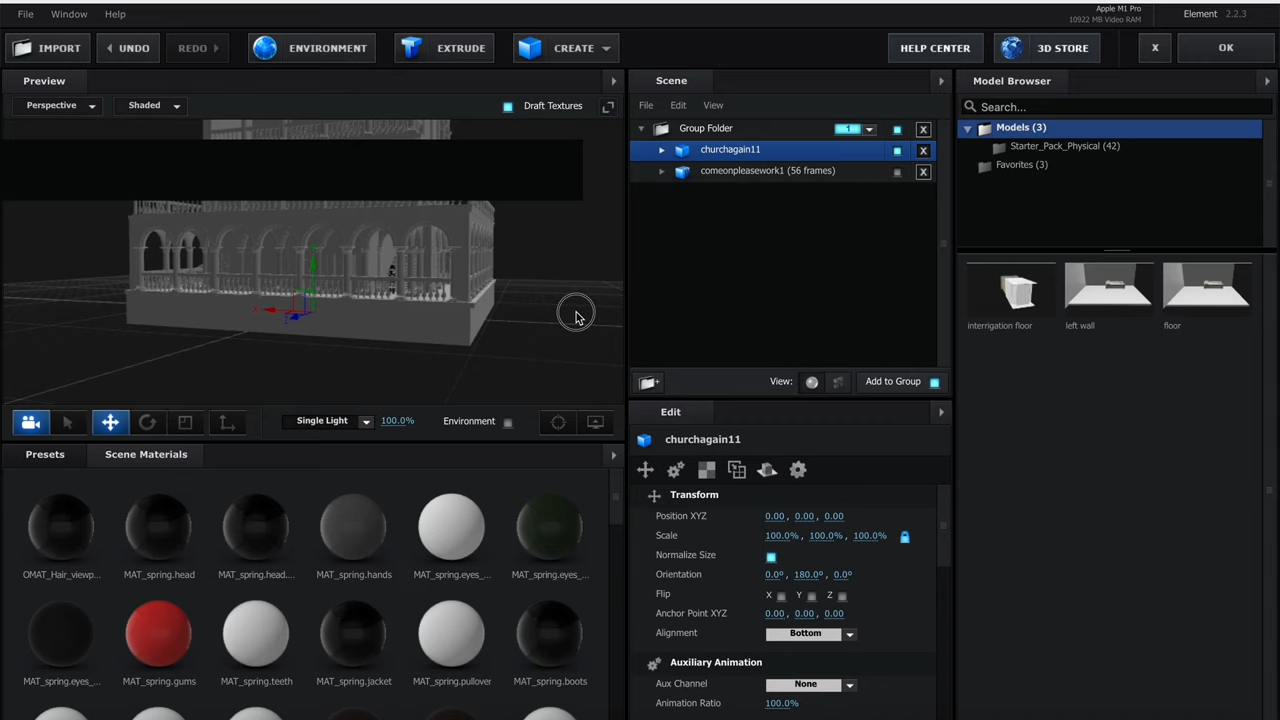 File Window Help
Apple M1 Pro
10922 MB Video RAM
Element 2.2.3
IMPORT UNDO REDO ENVIRONMENT EXTRUDE CREATE HELP CENTER 3D STORE X OK
Preview
Perspective Shaded Draft Textures
Scene
File Edit View
Group Folder 1 X
churchagain11 X
comeonpleasework1 (56 frames) X
View: Add to Group
Model Browser
Search...
Models (3)
Starter_Pack_Physical (42)
Favorites (3)
interrigation floor left wall floor
Single Light 100.0% Environment
Presets Scene Materials
OMAT_Hair_viewp... MAT_spring.head MAT_spring.head.... MAT_spring.hands MAT_spring.eyes_... MAT_spring.eyes_...
MAT_spring.eyes_... MAT_spring.gums MAT_spring.teeth MAT_spring.jacket MAT_spring.pullover MAT_spring.boots
Edit
churchagain11
Transform
Position XYZ 0.00, 0.00, 0.00
Scale 100.0%, 100.0%, 100.0%
Normalize Size
Orientation 0.0º, 180.0º, 0.0º
Flip X Y Z
Anchor Point XYZ 0.00, 0.00, 0.00
Alignment Bottom
Auxiliary Animation
Aux Channel None
Animation Ratio 100.0%